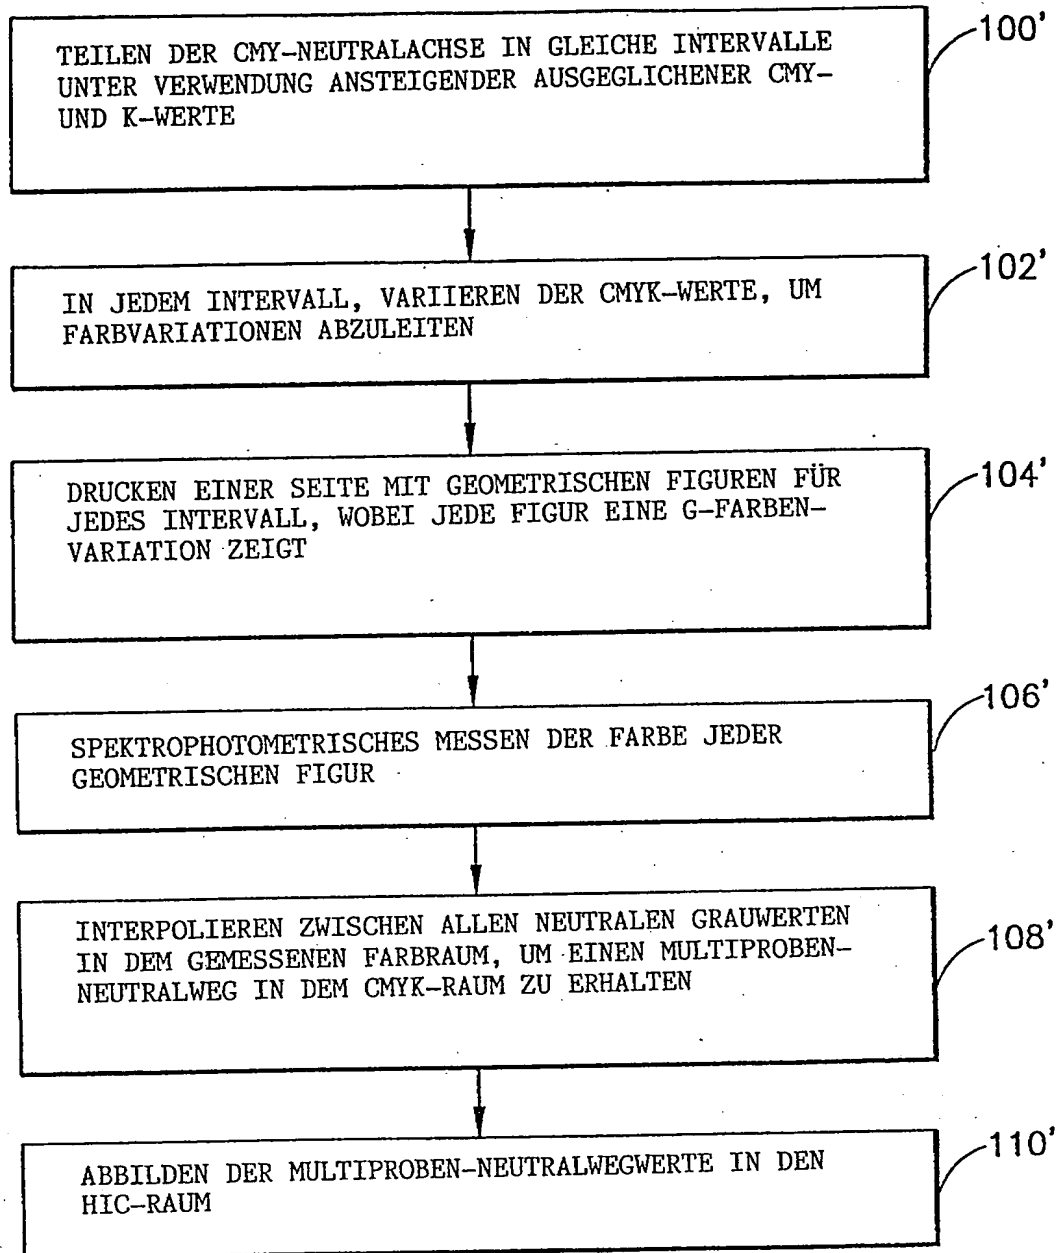 TEILEN DER CMY-NEUTRALACHSE IN GLEICHE INTERVALLE
UNTER VERWENDUNG ANSTEIGENDER AUSGEGLICHENER CMY-
UND K-WERTE
100'
IN JEDEM INTERVALL, VARIIEREN DER CMYK-WERTE, UM
FARBVARIATIONEN ABZULEITEN
102'
DRUCKEN EINER SEITE MIT GEOMETRISCHEN FIGUREN FÜR
JEDES INTERVALL, WOBEI JEDE FIGUR EINE G-FARBEN-
VARIATION ZEIGT
104'
SPEKTROPHOTOMETRISCHES MESSEN DER FARBE JEDER
GEOMETRISCHEN FIGUR
106'
INTERPOLIEREN ZWISCHEN ALLEN NEUTRALEN GRAUWERTEN
IN DEM GEMESSENEN FARBRAUM, UM EINEN MULTIPROBEN-
NEUTRALWEG IN DEM CMYK-RAUM ZU ERHALTEN
108'
ABBILDEN DER MULTIPROBEN-NEUTRALWEGWERTE IN DEN
HIC-RAUM
110'